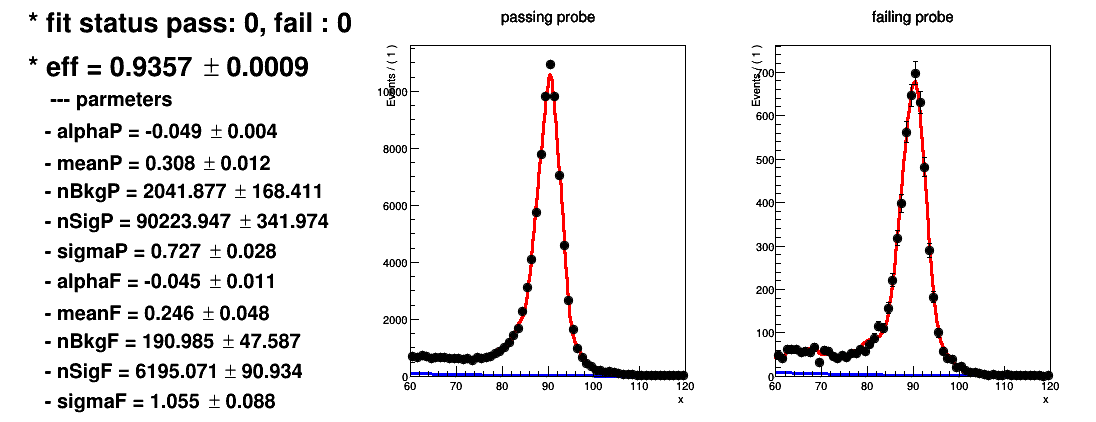 * fit status pass: 0, fail : 0
* eff = 0.9357 ± 0.0009
--- parmeters
- alphaP = -0.049 ± 0.004
- meanP = 0.308 ± 0.012
- nBkgP = 2041.877 ± 168.411
- nSigP = 90223.947 ± 341.974
- sigmaP = 0.727 ± 0.028
- alphaF = -0.045 ± 0.011
- meanF = 0.246 ± 0.048
- nBkgF = 190.985 ± 47.587
- nSigF = 6195.071 ± 90.934
- sigmaF = 1.055 ± 0.088
passing probe
Events / ( 1 )
10000
8000
6000
4000
2000
0
60 70 80 90 100 110 120
x
failing probe
Events / ( 1 )
700
600
500
400
300
200
100
0
60 70 80 90 100 110 120
x